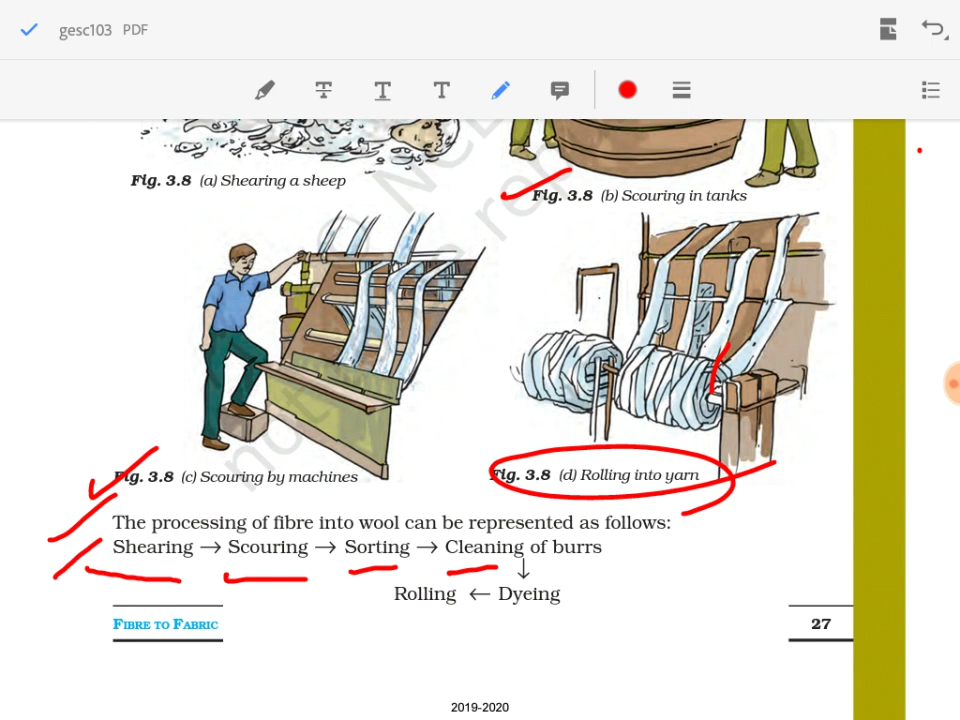 gesc103 PDF
Fig. 3.8 (a) Shearing a sheep
Fig. 3.8 (b) Scouring in tanks
Fig. 3.8 (c) Scouring by machines
Fig. 3.8 (d) Rolling into yarn
The processing of fibre into wool can be represented as follows:
Shearing → Scouring → Sorting → Cleaning of burrs
↓
Rolling ← Dyeing
FIBRE TO FABRIC
27
2019-2020